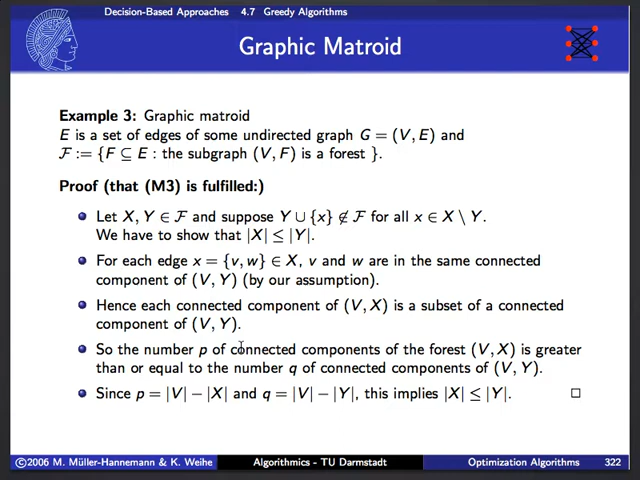 Decision-Based Approaches 4.7 Greedy Algorithms
Graphic Matroid
Example 3: Graphic matroid
E is a set of edges of some undirected graph G = (V, E) and
ℱ := {F ⊆ E : the subgraph (V, F) is a forest }.
Proof (that (M3) is fulfilled:)
Let X, Y ∈ ℱ and suppose Y ∪ {x} ∉ ℱ for all x ∈ X \ Y.
We have to show that |X| ≤ |Y|.
For each edge x = {v, w} ∈ X, v and w are in the same connected
component of (V, Y) (by our assumption).
Hence each connected component of (V, X) is a subset of a connected
component of (V, Y).
So the number p of connected components of the forest (V, X) is greater
than or equal to the number q of connected components of (V, Y).
Since p = |V| − |X| and q = |V| − |Y|, this implies |X| ≤ |Y|. □
©2006 M. Müller-Hannemann & K. Weihe Algorithmics - TU Darmstadt Optimization Algorithms 322